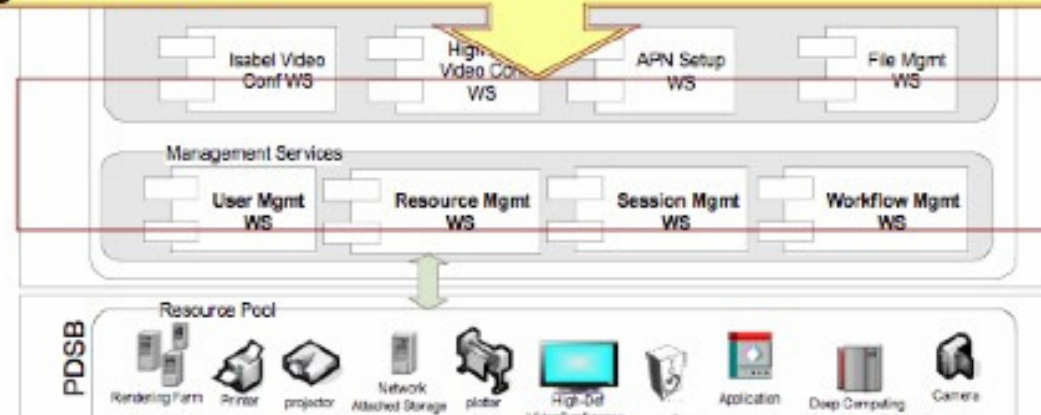 Isabel Video
Conf WS
Video
WS
APN Setup
WS
File Mgmt
WS
Management Services
User Mgmt
WS
Resource Mgmt
WS
Session Mgmt
WS
Workflow Mgmt
WS
PDSB
Resource Pool
Rendering Farm
Printer
projector
Network
Attached Storage
plotter
High-Def
Application
Deep Computing
Camera